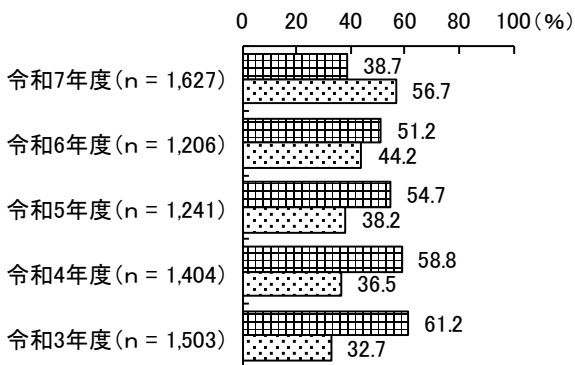 0 20 40 60 80 100(%)
令和7年度(n = 1,627) 38.7
56.7
令和6年度(n = 1,206) 51.2
44.2
令和5年度(n = 1,241) 54.7
38.2
令和4年度(n = 1,404) 58.8
36.5
令和3年度(n = 1,503) 61.2
32.7